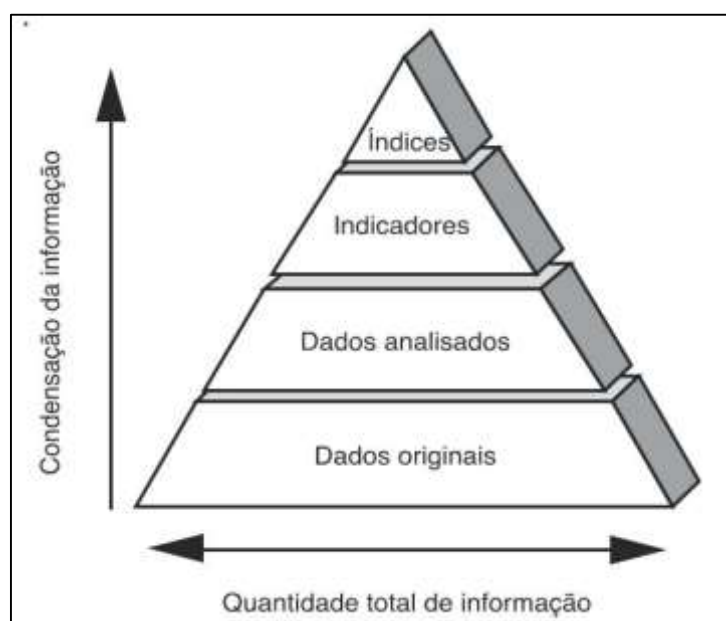 Índices
Indicadores
Dados analisados
Dados originais
Condensação da informação
Quantidade total de informação